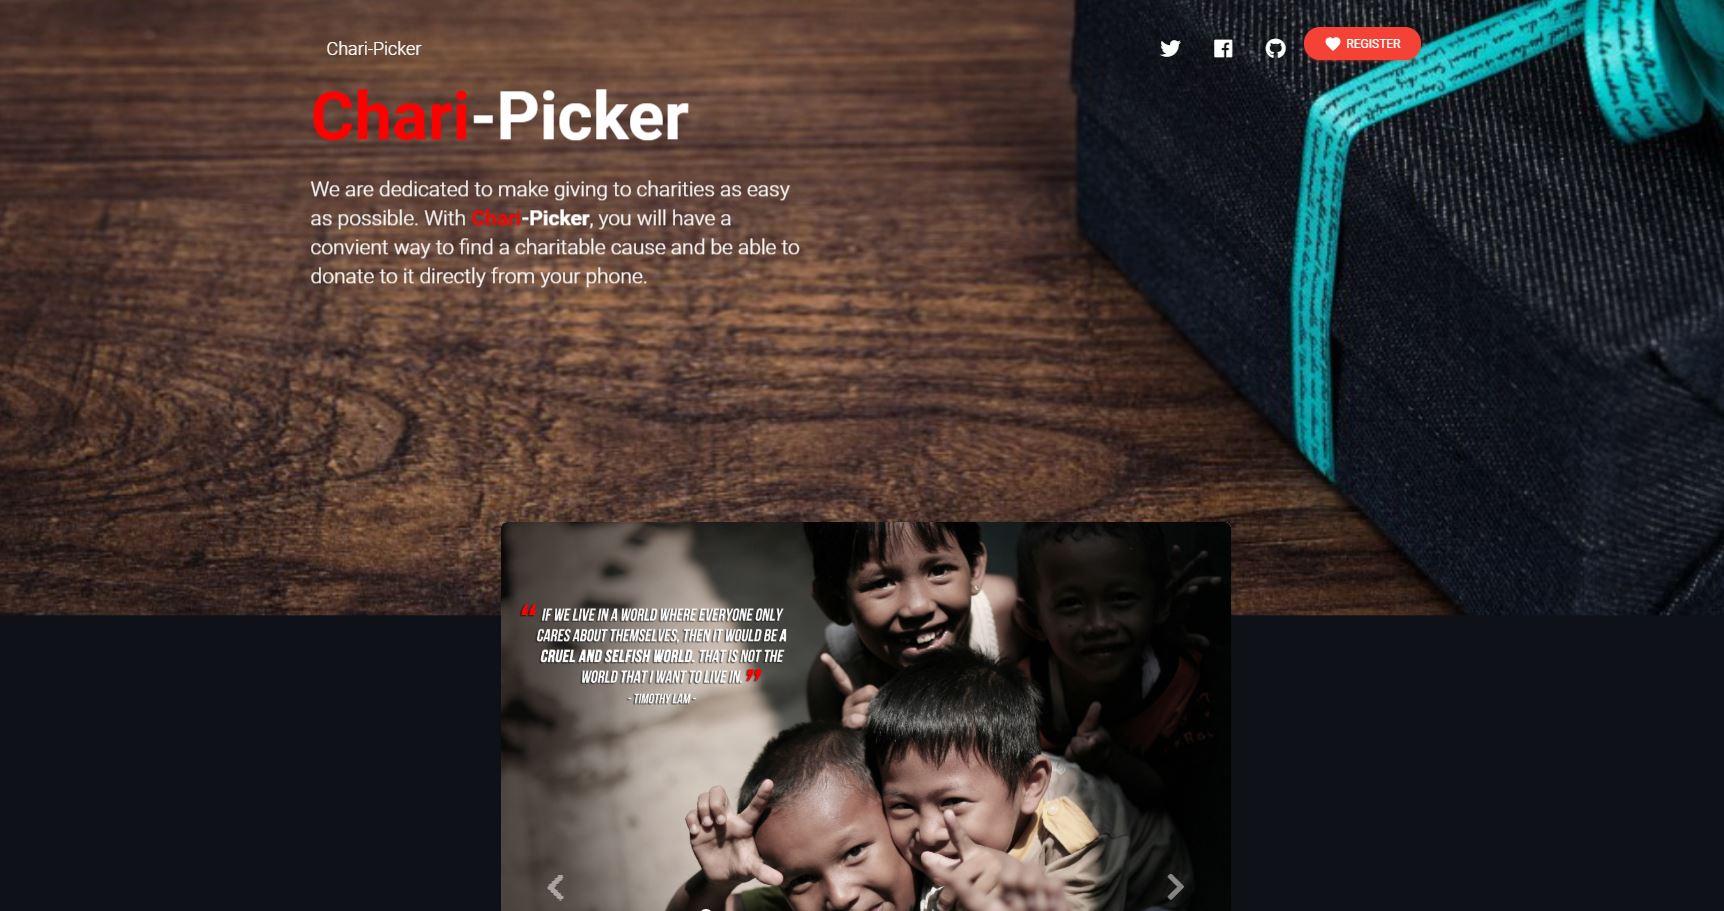 Chari-Picker
REGISTER
Chari-Picker
We are dedicated to make giving to charities as easy
as possible. With Chari-Picker, you will have a
convient way to find a charitable cause and be able to
donate to it directly from your phone.
“ IF WE LIVE IN A WORLD WHERE EVERYONE ONLY
CARES ABOUT THEMSELVES, THEN IT WOULD BE A
CRUEL AND SELFISH WORLD. THAT IS NOT THE
WORLD THAT I WANT TO LIVE IN. ”
- TIMOTHY LAM -